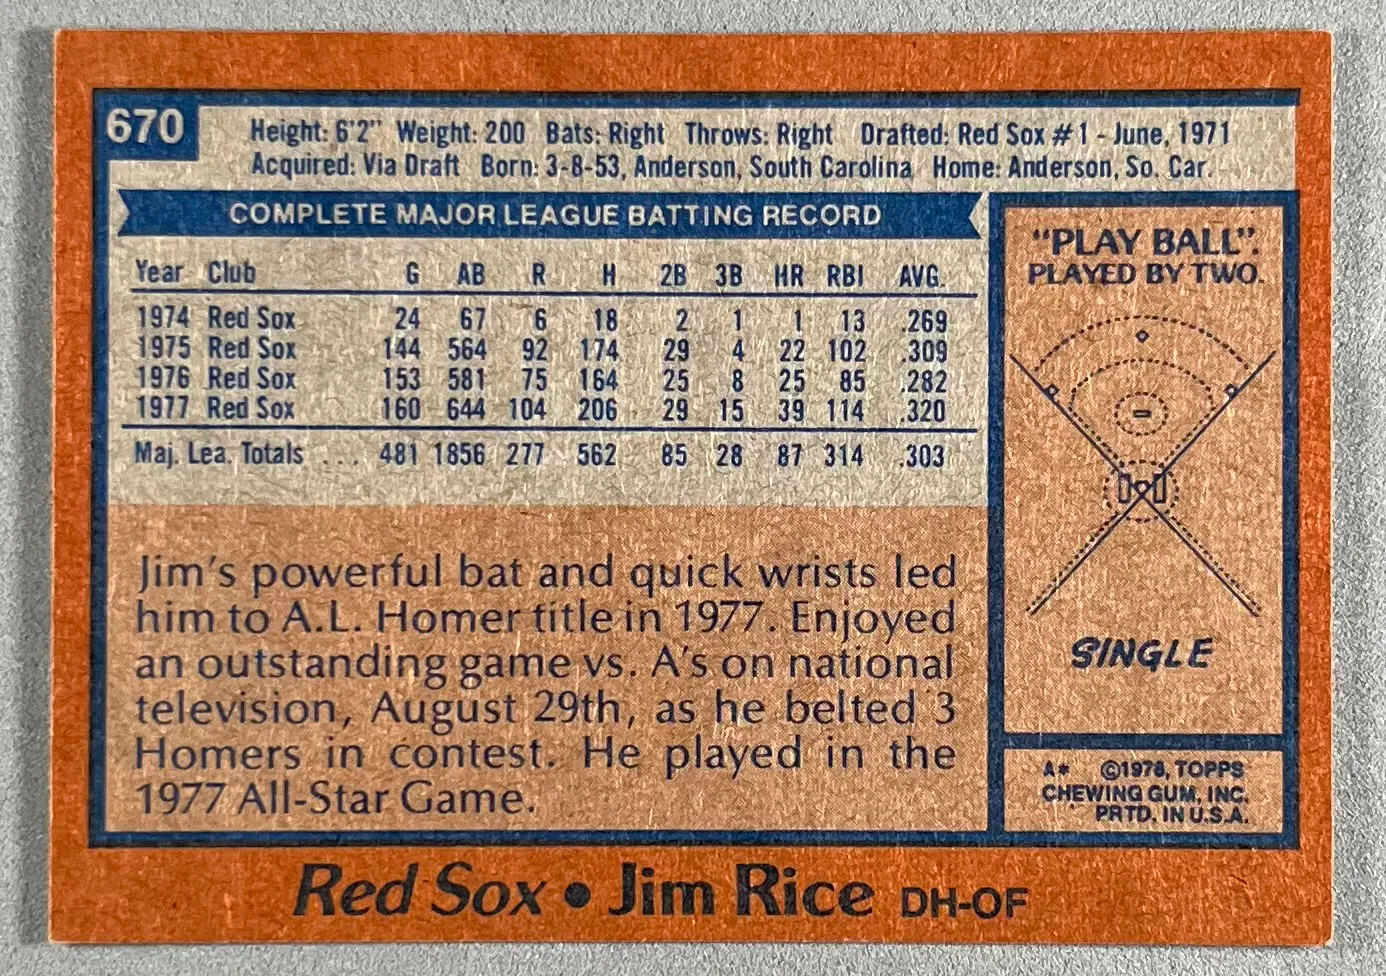 670
Height: 6'2" Weight: 200 Bats: Right Throws: Right Drafted: Red Sox #1 - June, 1971
Acquired: Via Draft Born: 3-8-53, Anderson, South Carolina Home: Anderson, So. Car.
COMPLETE MAJOR LEAGUE BATTING RECORD
Year Club G AB R H 2B 3B HR RBI AVG.
1974 Red Sox 24 67 6 18 2 1 1 13 .269
1975 Red Sox 144 564 92 174 29 4 22 102 .309
1976 Red Sox 153 581 75 164 25 8 25 85 .282
1977 Red Sox 160 644 104 206 29 15 39 114 .320
Maj. Lea. Totals ... 481 1856 277 562 85 28 87 314 .303
Jim's powerful bat and quick wrists led
him to A.L. Homer title in 1977. Enjoyed
an outstanding game vs. A's on national
television, August 29th, as he belted 3
Homers in contest. He played in the
1977 All-Star Game.
"PLAY BALL".
PLAYED BY TWO.
SINGLE
A* ©1978, TOPPS
CHEWING GUM, INC.
PRTD. IN U.S.A.
Red Sox • Jim Rice DH-OF